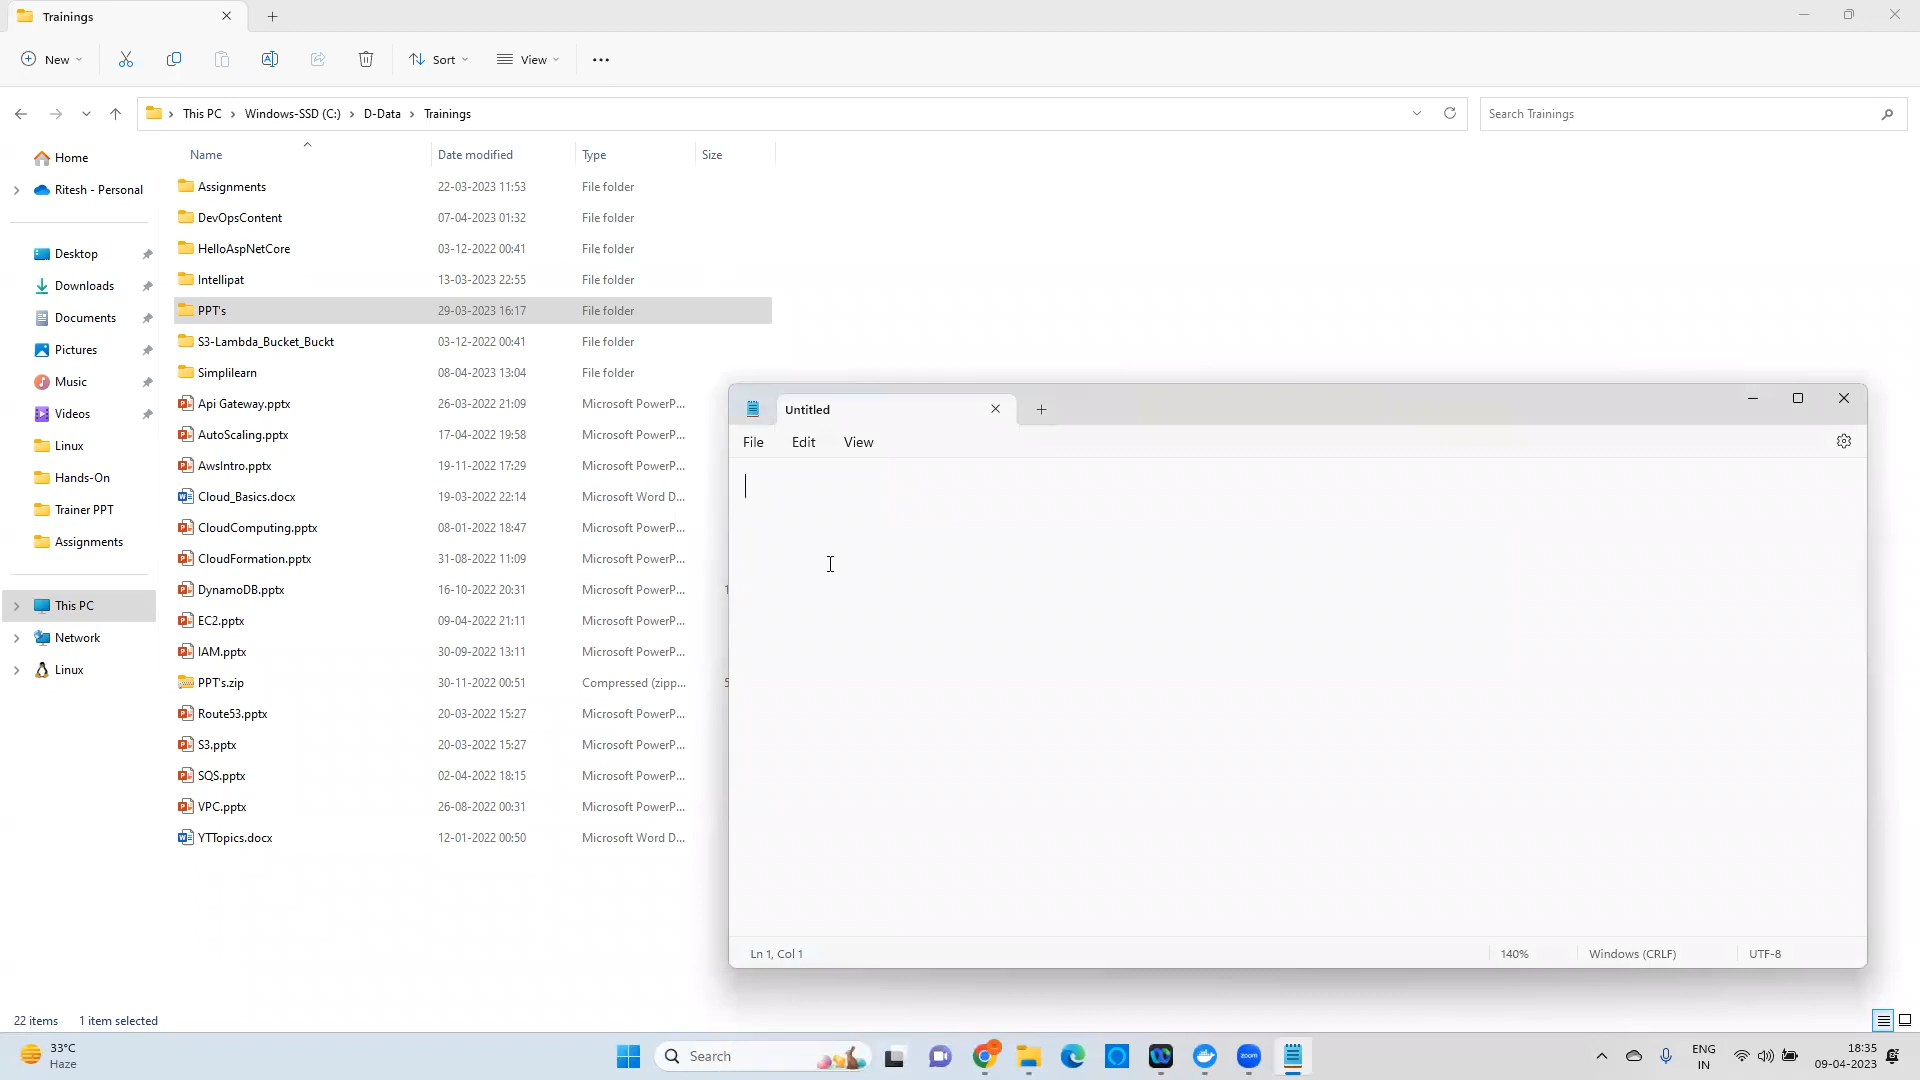 Trainings
New
Sort
View
This PC
Windows-SSD (C:)
D-Data
Trainings
Search Trainings
Home
Ritesh - Personal
Desktop
Downloads
Documents
Pictures
Music
Videos
Linux
Hands-On
Trainer PPT
Assignments
This PC
Network
Linux
Name Date modified Type Size
Assignments 22-03-2023 11:53 File folder
DevOpsContent 07-04-2023 01:32 File folder
HelloAspNetCore 03-12-2022 00:41 File folder
Intellipat 13-03-2023 22:55 File folder
PPT's 29-03-2023 16:17 File folder
S3-Lambda_Bucket_Buckt 03-12-2022 00:41 File folder
Simplilearn 08-04-2023 13:04 File folder
Api Gateway.pptx 26-03-2022 21:09 Microsoft PowerP...
AutoScaling.pptx 17-04-2022 19:58 Microsoft PowerP...
AwsIntro.pptx 19-11-2022 17:29 Microsoft PowerP...
Cloud_Basics.docx 19-03-2022 22:14 Microsoft Word D...
CloudComputing.pptx 08-01-2022 18:47 Microsoft PowerP...
CloudFormation.pptx 31-08-2022 11:09 Microsoft PowerP...
DynamoDB.pptx 16-10-2022 20:31 Microsoft PowerP... 1
EC2.pptx 09-04-2022 21:11 Microsoft PowerP...
IAM.pptx 30-09-2022 13:11 Microsoft PowerP...
PPT's.zip 30-11-2022 00:51 Compressed (zipp... 5
Route53.pptx 20-03-2022 15:27 Microsoft PowerP...
S3.pptx 20-03-2022 15:27 Microsoft PowerP...
SQS.pptx 02-04-2022 18:15 Microsoft PowerP...
VPC.pptx 26-08-2022 00:31 Microsoft PowerP...
YTTopics.docx 12-01-2022 00:50 Microsoft Word D...
Untitled
File Edit View
Ln 1, Col 1
140%
Windows (CRLF)
UTF-8
22 items 1 item selected
33°C
Haze
Search
zoom
ENG
IN
18:35
09-04-2023